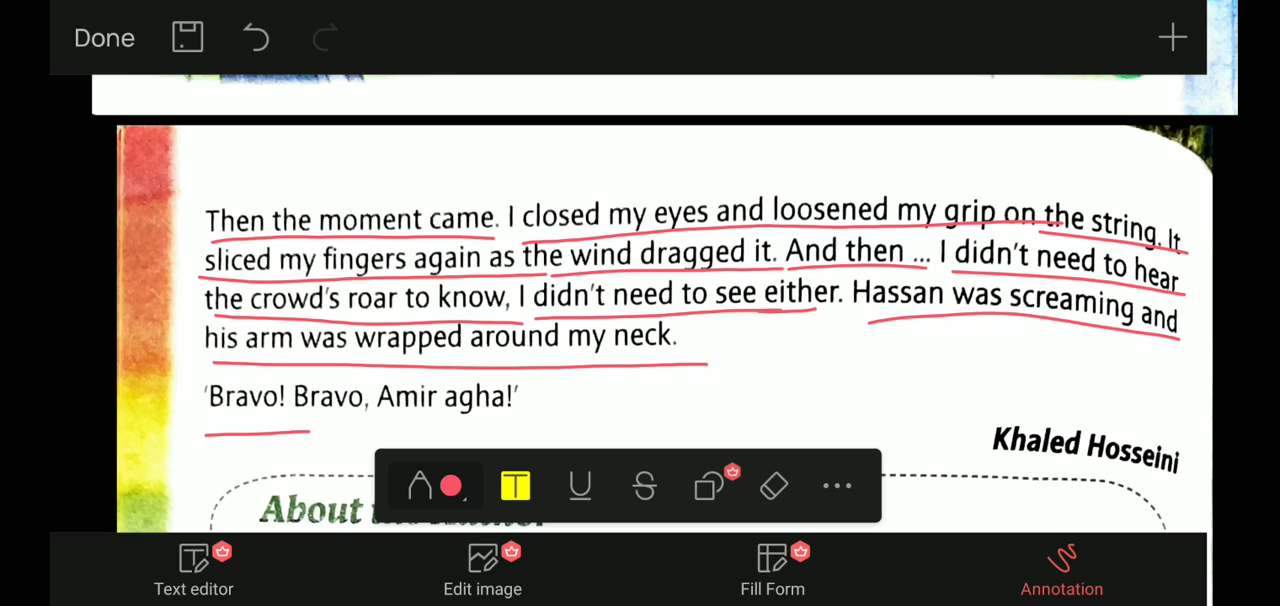 Done
Then the moment came. I closed my eyes and loosened my grip on the string. It
sliced my fingers again as the wind dragged it. And then ... I didn't need to hear
the crowd's roar to know, I didn't need to see either. Hassan was screaming and
his arm was wrapped around my neck.
'Bravo! Bravo, Amir agha!'
Khaled Hosseini
About
Text editor
Edit image
Fill Form
Annotation